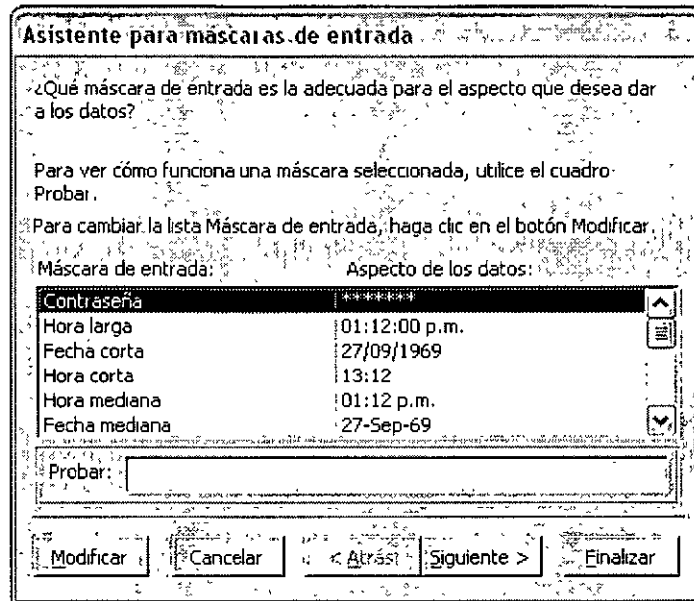 Asistente para máscaras de entrada
¿Qué máscara de entrada es la adecuada para el aspecto que desea dar
a los datos?
Para ver cómo funciona una máscara seleccionada, utilice el cuadro
Probar.
Para cambiar la lista Máscara de entrada, haga clic en el botón Modificar.
Máscara de entrada: Aspecto de los datos:
Contraseña *******
Hora larga 01:12:00 p.m.
Fecha corta 27/09/1969
Hora corta 13:12
Hora mediana 01:12 p.m.
Fecha mediana 27-Sep-69
Probar:
Modificar Cancelar < Atrás Siguiente > Finalizar